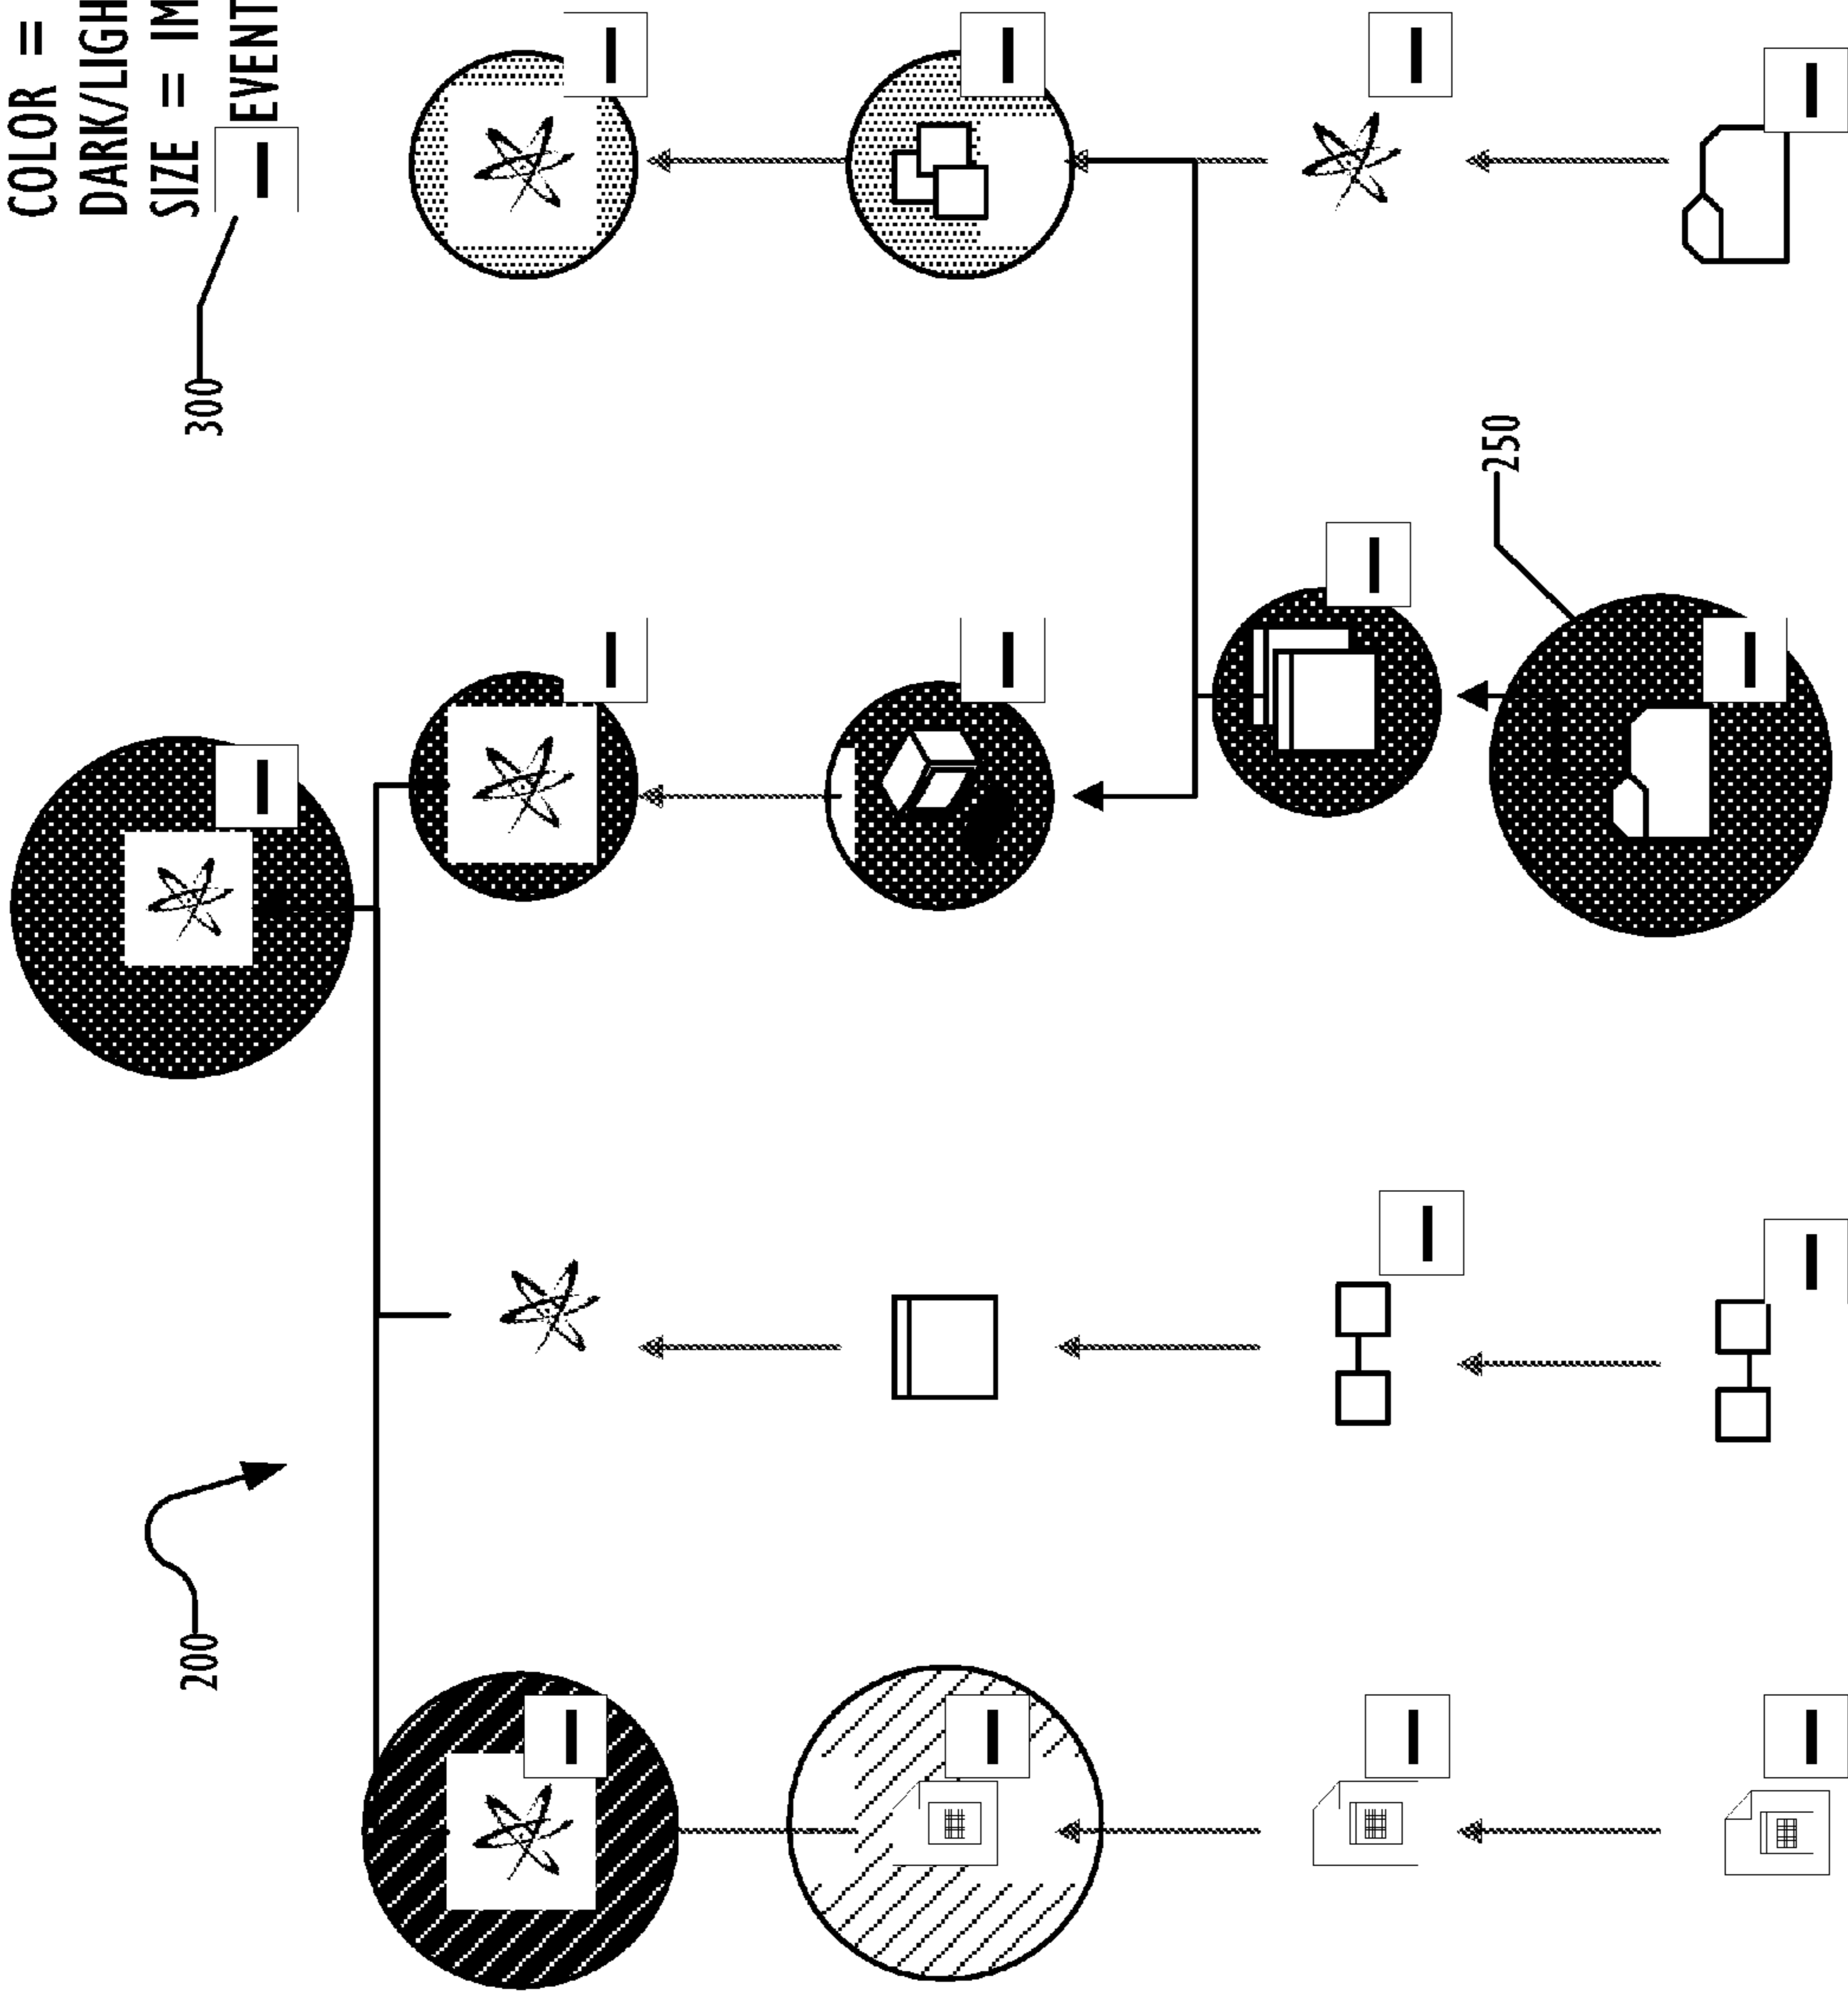 COLOR =
DARK/LIGH
SIZE = IM
EVENT
300
250
200